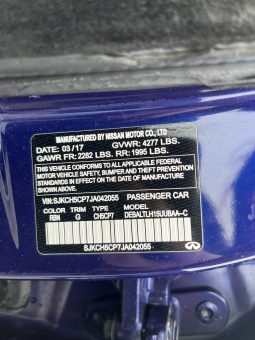 MANUFACTURED BY NISSAN MOTOR CO., LTD.
DATE: 03/17 GVWR: 4277 LBS.
GAWR FR: 2282 LBS. RR: 1995 LBS.
THIS VEHICLE CONFORMS TO ALL APPLICABLE FEDERAL
MOTOR VEHICLE SAFETY, BUMPER AND THEFT
PREVENTION STANDARDS IN EFFECT ON THE DATE OF
MANUFACTURE SHOWN ABOVE.
VIN: SJKCH5CP7JA042055 PASSENGER CAR
COLOR TRIM TYPE MODEL
RBN G CH5CP7 DEBALTLH15UUBAA--C
SJKCH5CP7JA042055